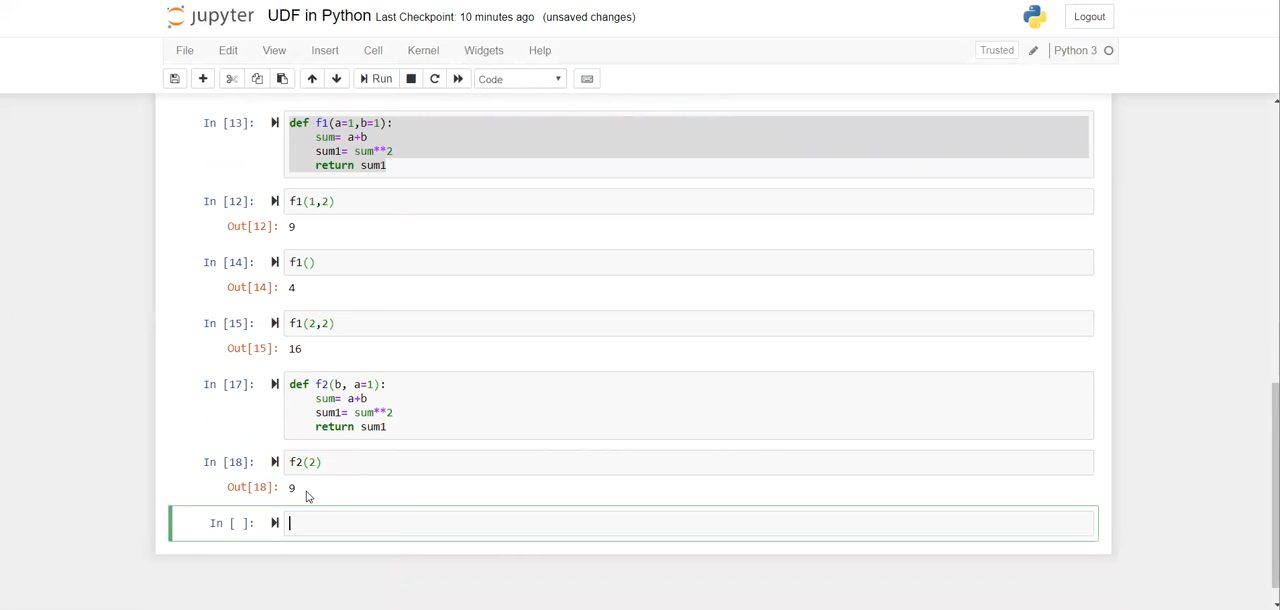 jupyter UDF in Python Last Checkpoint: 10 minutes ago (unsaved changes) Logout
File Edit View Insert Cell Kernel Widgets Help Trusted Python 3
Run Code
In [13]: def f1(a=1,b=1):
sum= a+b
sum1= sum**2
return sum1
In [12]: f1(1,2)
Out[12]: 9
In [14]: f1()
Out[14]: 4
In [15]: f1(2,2)
Out[15]: 16
In [17]: def f2(b, a=1):
sum= a+b
sum1= sum**2
return sum1
In [18]: f2(2)
Out[18]: 9
In [ ]: